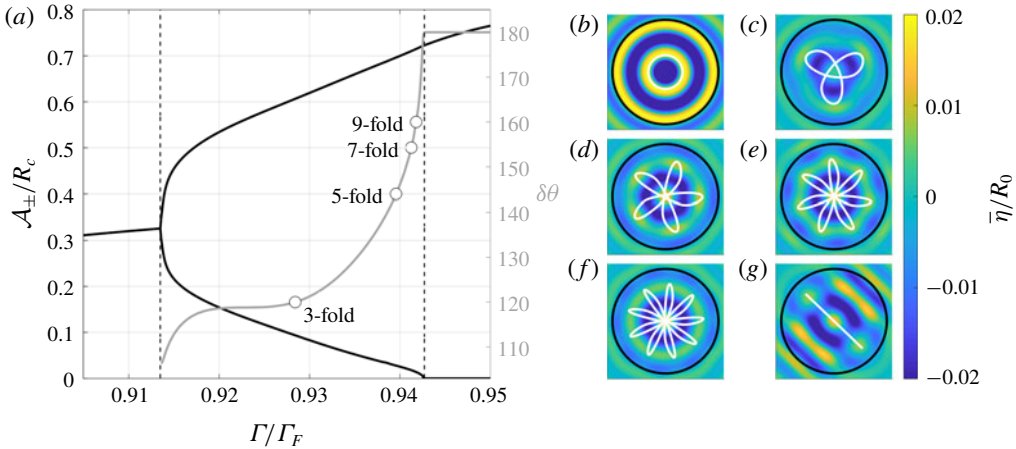 (a)
0.8
0.7
0.6
0.5
0.4
0.3
0.2
0.1
0
𝒜±/R_c
0.91
0.92
0.93
0.94
0.95
Γ/Γ_F
180
170
160
150
140
130
120
110
δθ
9-fold
7-fold
5-fold
3-fold
(b)
(c)
(d)
(e)
(f)
(g)
0.02
0.01
0
−0.01
−0.02
η̅/R₀